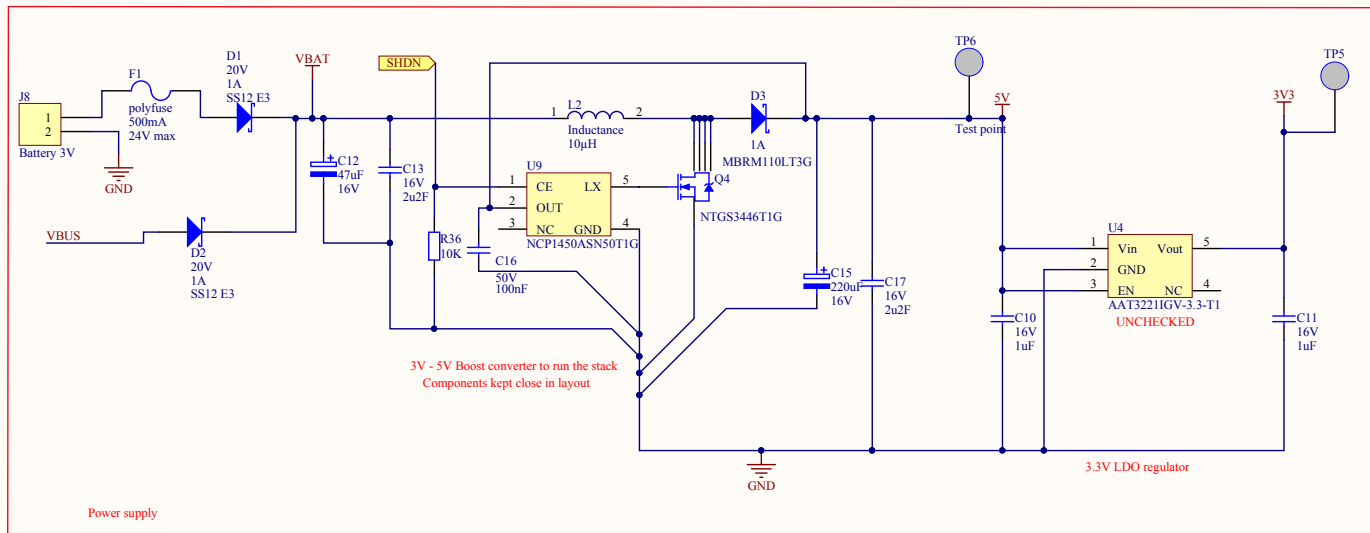 J8
1
2
Battery 3V
GND
F1
polyfuse
500mA
24V max
D1
20V
1A
SS12 E3
VBAT
VBUS
D2
20V
1A
SS12 E3
C12
47uF
16V
C13
16V
2u2F
SHDN
R36
10K
C16
50V
100nF
1
L2
2
Inductance
10µH
U9
1
CE
LX
5
2
OUT
3
NC
GND
4
NCP1450ASN50T1G
Q4
NTGS3446T1G
D3
1A
MBRM110LT3G
C15
220uF
16V
C17
16V
2u2F
3V - 5V Boost converter to run the stack
Components kept close in layout
GND
TP6
Test point
5V
C10
16V
1uF
U4
1
Vin
Vout
5
2
GND
3
EN
NC
4
AAT3221IGV-3.3-T1
UNCHECKED
3V3
TP5
C11
16V
1uF
3.3V LDO regulator
Power supply